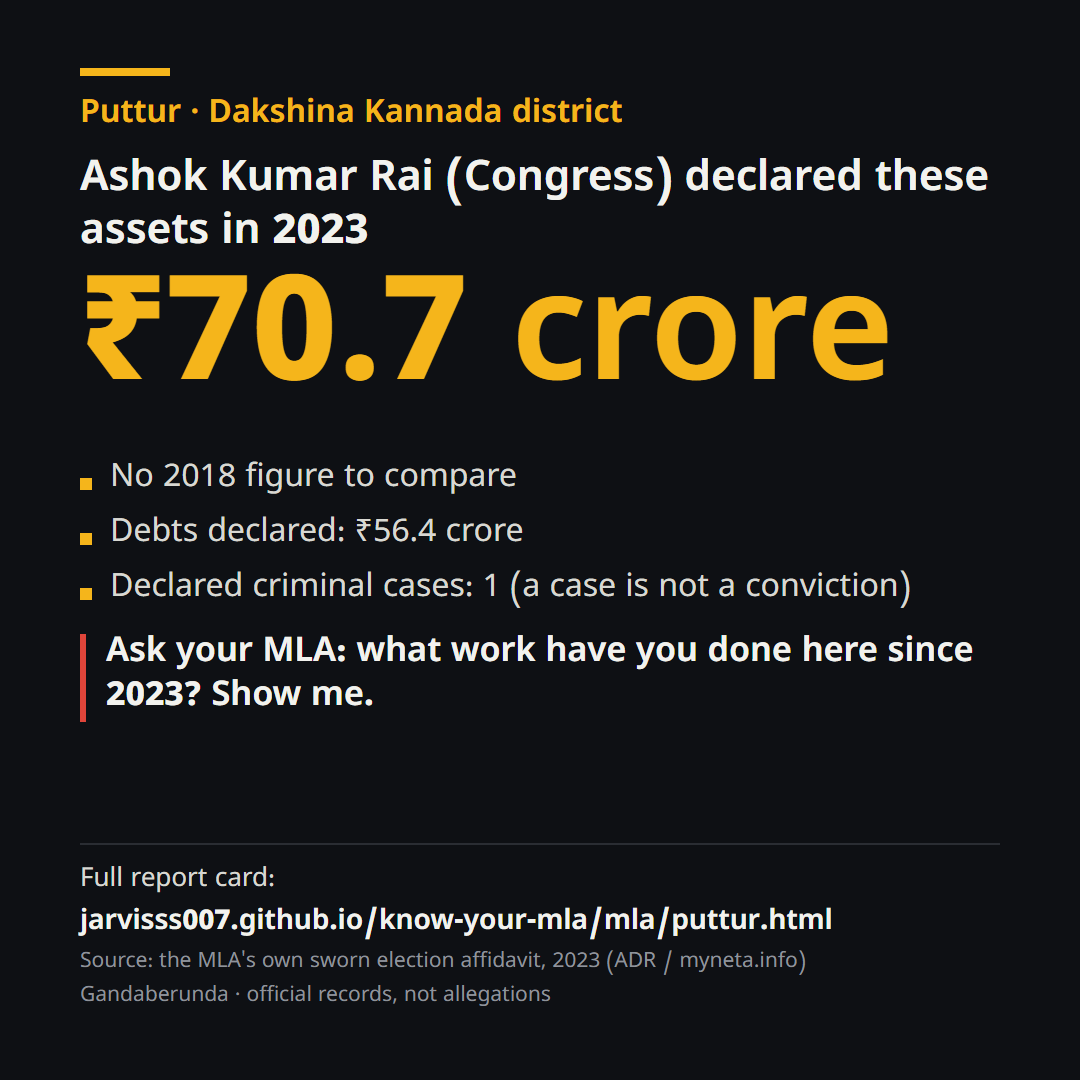 Puttur · Dakshina Kannada district
Ashok Kumar Rai (Congress) declared these
assets in 2023
₹70.7 crore
No 2018 figure to compare
Debts declared: ₹56.4 crore
Declared criminal cases: 1 (a case is not a conviction)
Ask your MLA: what work have you done here since
2023? Show me.
Full report card:
jarvisss007.github.io/know-your-mla/mla/puttur.html
Source: the MLA's own sworn election affidavit, 2023 (ADR / myneta.info)
Gandaberunda · official records, not allegations